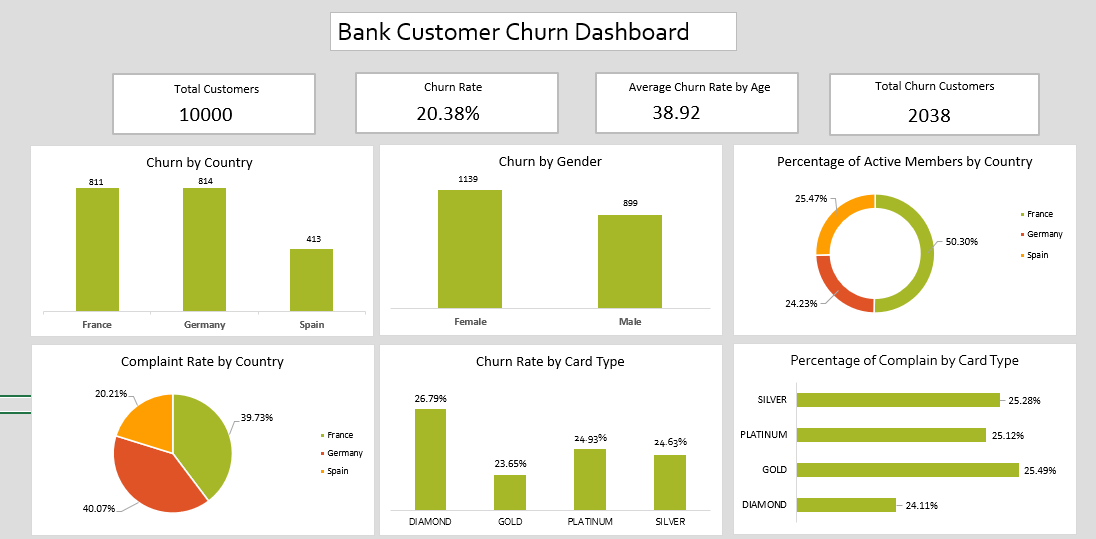 Bank Customer Churn Dashboard
Total Customers
10000
Churn Rate
20.38%
Average Churn Rate by Age
38.92
Total Churn Customers
2038
Churn by Country
811
814
413
France
Germany
Spain
Churn by Gender
1139
899
Female
Male
Percentage of Active Members by Country
25.47%
50.30%
24.23%
France
Germany
Spain
Complaint Rate by Country
20.21%
39.73%
40.07%
France
Germany
Spain
Churn Rate by Card Type
26.79%
23.65%
24.93%
24.63%
DIAMOND
GOLD
PLATINUM
SILVER
Percentage of Complain by Card Type
SILVER
25.28%
PLATINUM
25.12%
GOLD
25.49%
DIAMOND
24.11%